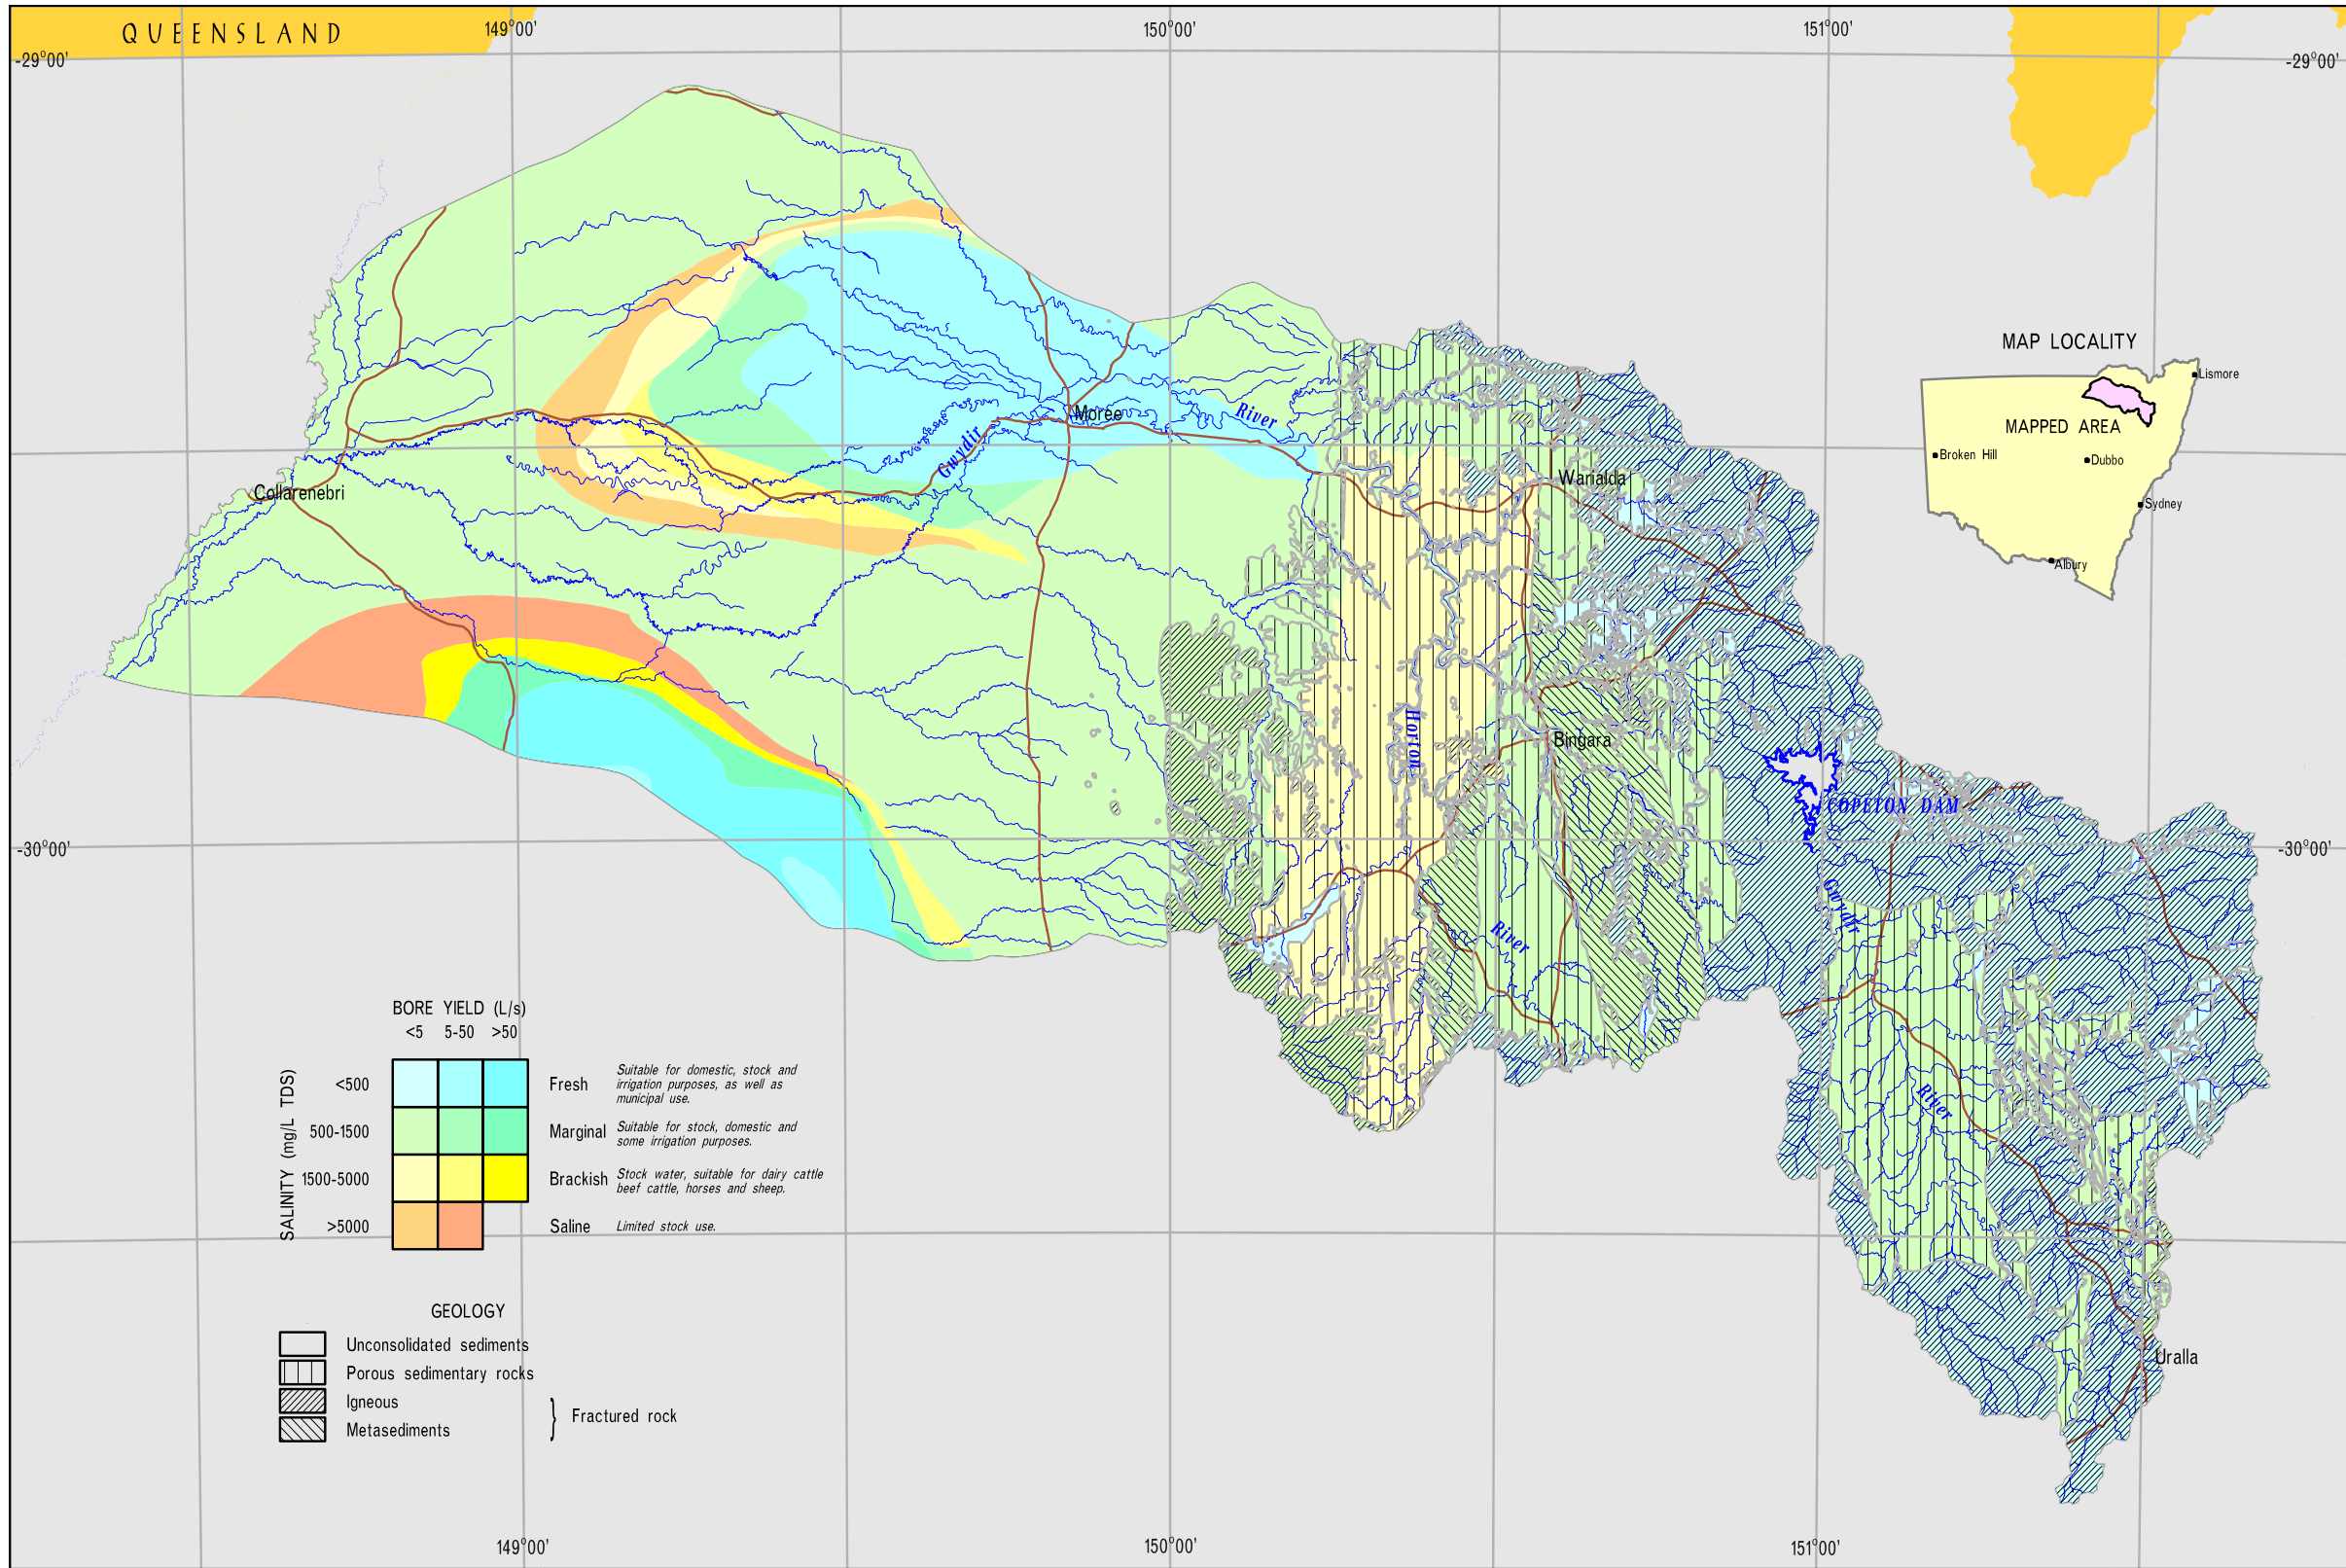 QUEENSLAND
149°00'
150°00'
151°00'
-29°00'
-29°00'
MAP LOCALITY
Lismore
MAPPED AREA
Broken Hill
Dubbo
Sydney
Albury
Moree
River
Gwydir
Collarenebri
Warialda
Horton
Bingara
COPETON DAM
-30°00'
-30°00'
Gwydir
River
River
Uralla
BORE YIELD (L/s)
<5 5-50 >50
SALINITY (mg/L TDS)
<500
Fresh
Suitable for domestic, stock and
irrigation purposes, as well as
municipal use.
500-1500
Marginal
Suitable for stock, domestic and
some irrigation purposes.
1500-5000
Brackish
Stock water, suitable for dairy cattle
beef cattle, horses and sheep.
>5000
Saline
Limited stock use.
GEOLOGY
Unconsolidated sediments
Porous sedimentary rocks
Igneous
Metasediments
} Fractured rock
149°00'
150°00'
151°00'